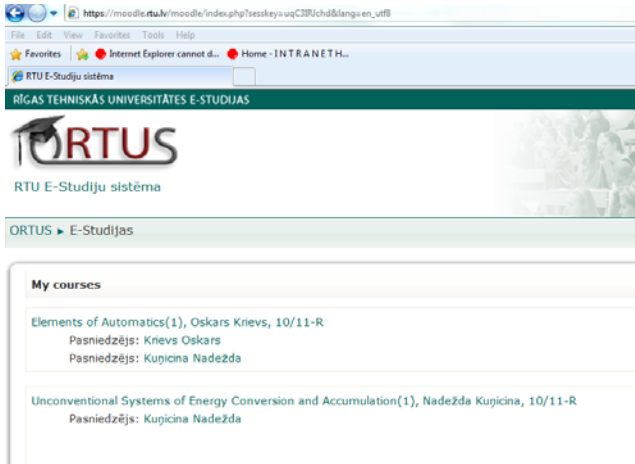 https://moodle.rtu.lv/moodle/index.php?sesskey=uqC3IRJchd&lang=en_utf8
File Edit View Favorites Tools Help
Favorites Internet Explorer cannot d... Home - I N T R A N E T H...
RTU E-Studiju sistēma
RĪGAS TEHNISKĀS UNIVERSITĀTES E-STUDIJAS
ORTUS
RTU E-Studiju sistēma
ORTUS ► E-Studijas
My courses
Elements of Automatics(1), Oskars Krievs, 10/11-R
Pasniedzējs: Krievs Oskars
Pasniedzējs: Kuņicina Nadežda
Unconventional Systems of Energy Conversion and Accumulation(1), Nadežda Kuņicina, 10/11-R
Pasniedzējs: Kuņicina Nadežda